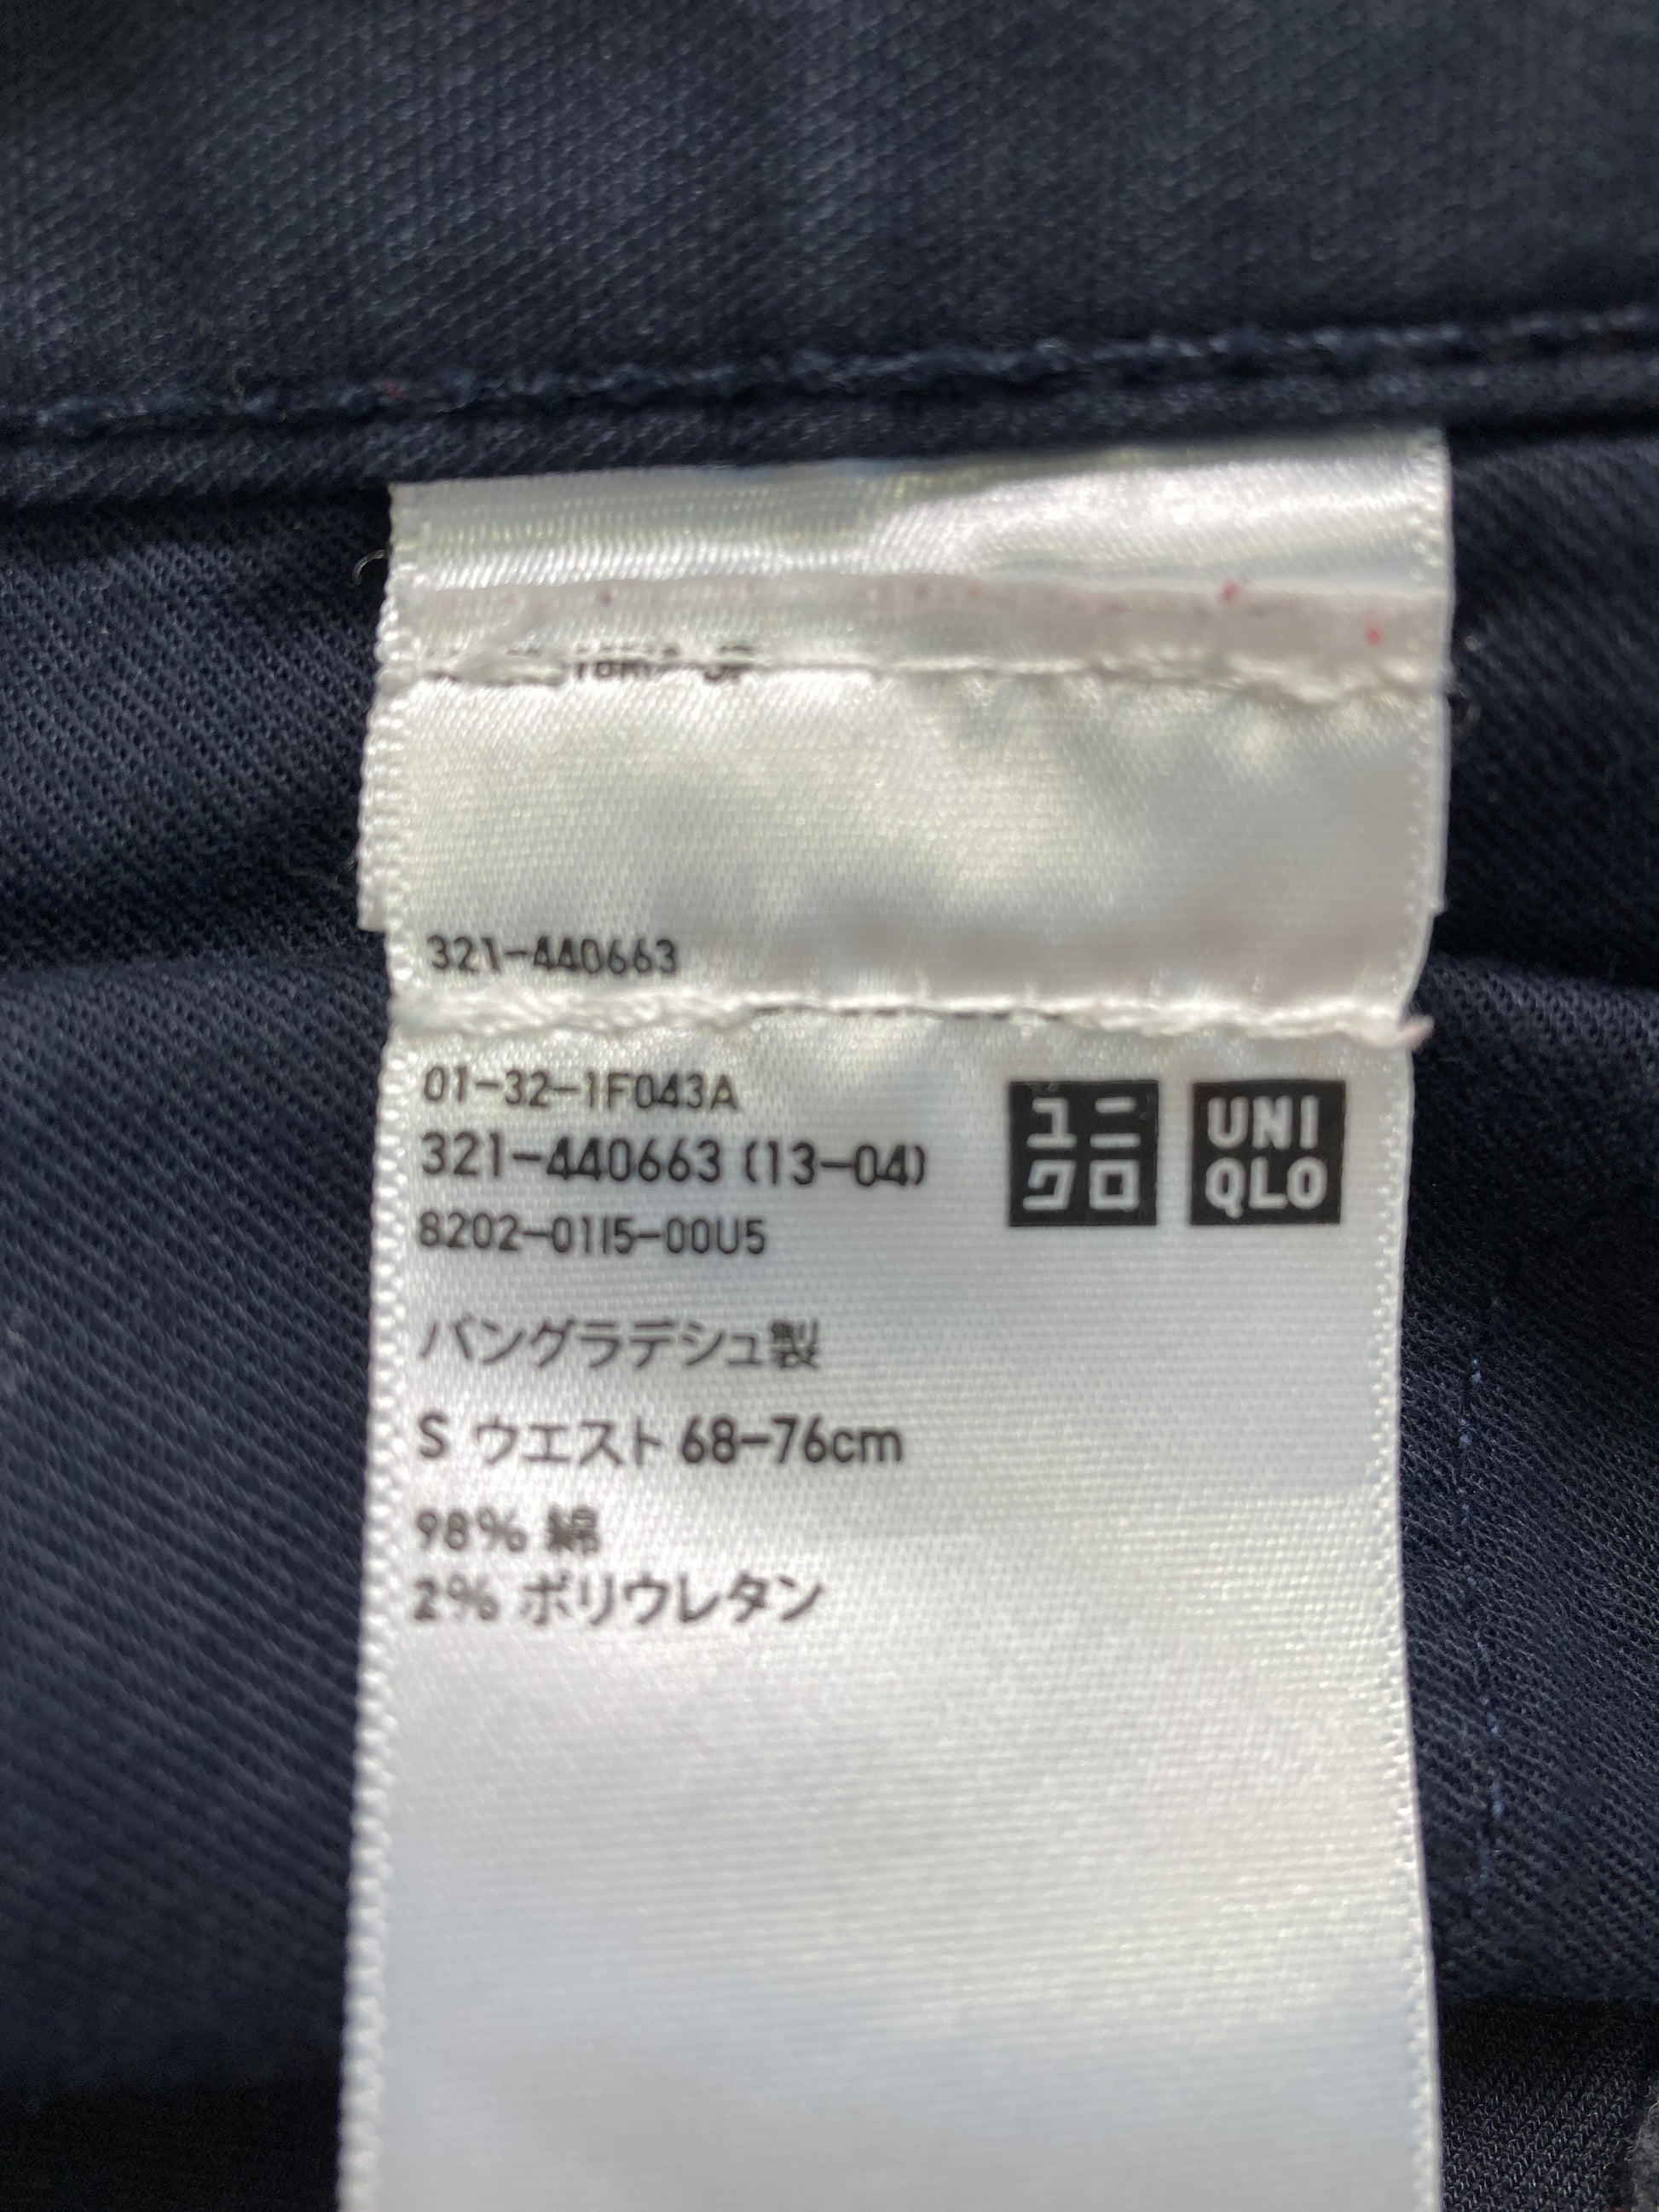 321-440663
01-32-1F043A
321-440663 (13-04)
8202-01I5-00U5
ユニ
クロ
UNI
QLO
バングラデシュ製
S ウエスト 68-76cm
98% 綿
2% ポリウレタン